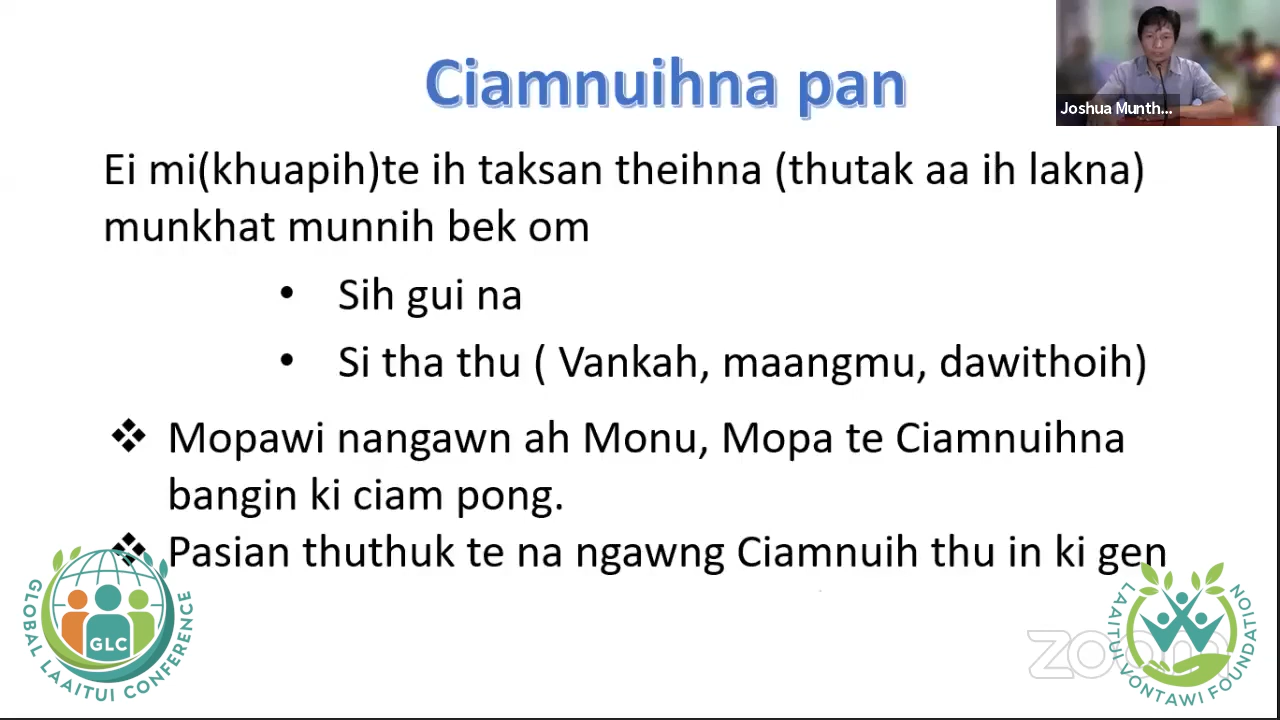 Ciamnuihna pan
Joshua Munth...
Ei mi(khuapih)te ih taksan theihna (thutak aa ih lakna)
munkhat munnih bek om
• Sih gui na
• Si tha thu ( Vankah, maangmu, dawithoih)
❖ Mopawi nangawn ah Monu, Mopa te Ciamnuihna
bangin ki ciam pong.
❖ Pasian thuthuk te na ngawng Ciamnuih thu in ki gen
GLC
GLOBAL LAAITUI CONFERENCE
zoom
LAAITUI VONTAWI FOUNDATION